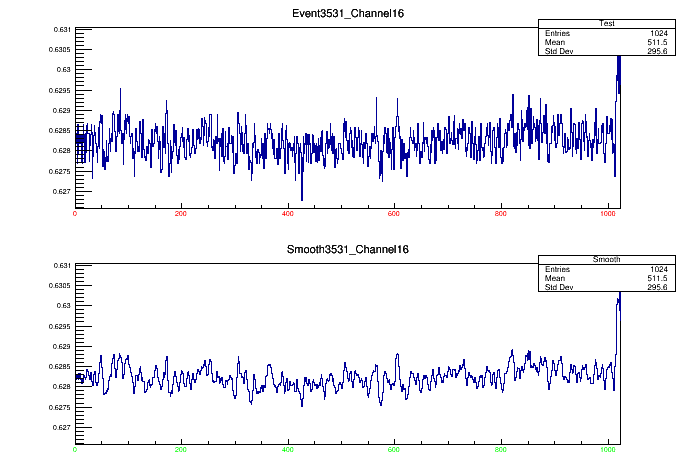 Event3531_Channel16
Test
Entries 1024
Mean 511.5
Std Dev 295.6
0.631
0.6305
0.63
0.6295
0.629
0.6285
0.628
0.6275
0.627
0 200 400 600 800 1000
Smooth3531_Channel16
Smooth
Entries 1024
Mean 511.5
Std Dev 295.6
0.631
0.6305
0.63
0.6295
0.629
0.6285
0.628
0.6275
0.627
0 200 400 600 800 1000